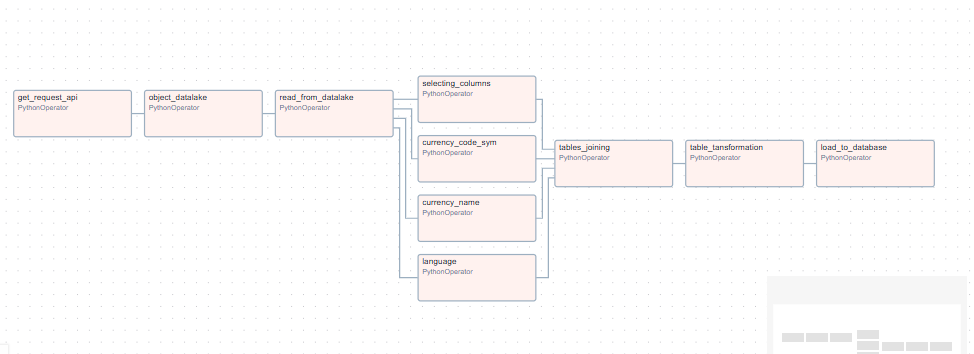 get_request_api
PythonOperator
object_datalake
PythonOperator
read_from_datalake
PythonOperator
selecting_columns
PythonOperator
currency_code_sym
PythonOperator
currency_name
PythonOperator
language
PythonOperator
tables_joining
PythonOperator
table_tansformation
PythonOperator
load_to_database
PythonOperator